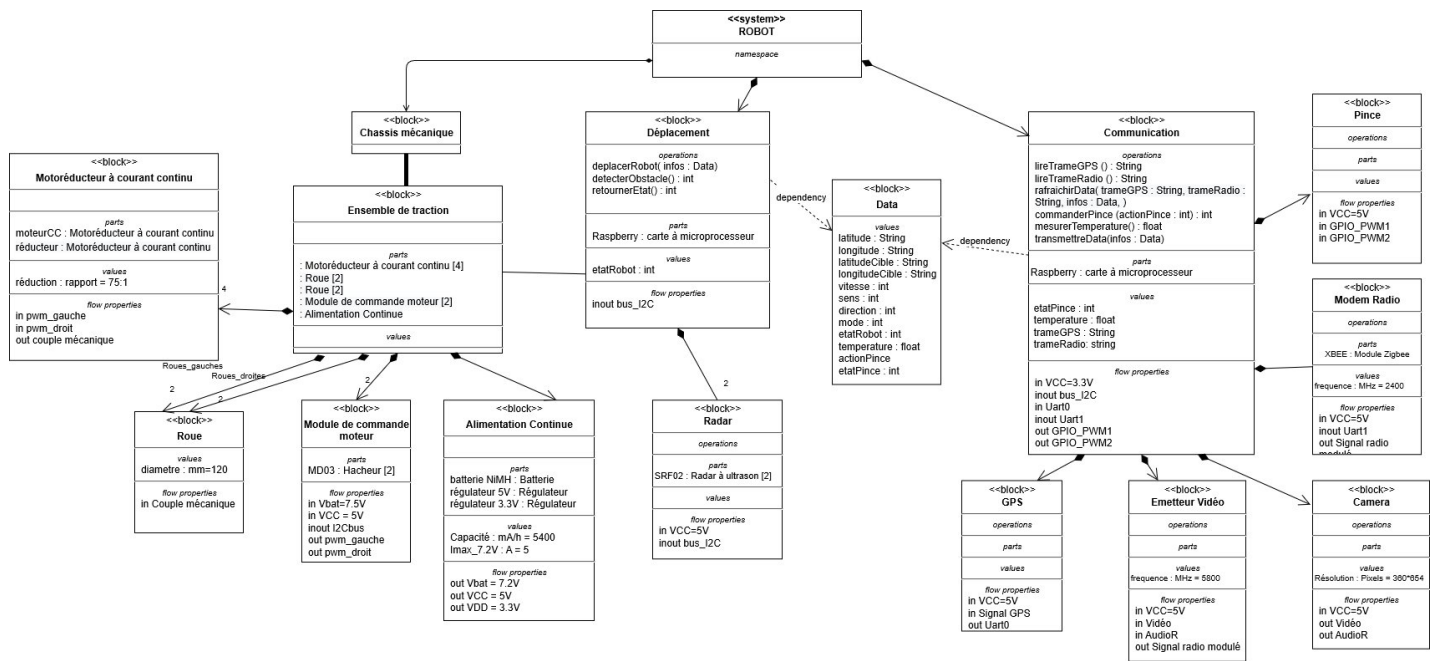 <<system>>
ROBOT
namespace
<<block>>
Chassis mécanique
<<block>>
Déplacement
operations
deplacerRobot( infos : Data)
detecterObstacle() : int
retournerEtat() : int
parts
Raspberry : carte à microprocesseur
values
etatRobot : int
flow properties
inout bus_I2C
<<block>>
Communication
operations
lireTrameGPS () : String
lireTrameRadio () : String
rafraichirData( trameGPS : String, trameRadio :
String, infos : Data, )
commanderPince (actionPince : int) : int
mesurerTemperature() : float
transmettreData(infos : Data)
parts
Raspberry : carte à microprocesseur
values
etatPince : int
temperature : float
trameGPS : String
trameRadio: string
flow properties
in VCC=3.3V
inout bus_I2C
in Uart0
inout Uart1
out GPIO_PWM1
out GPIO_PWM2
<<block>>
Pince
operations
parts
values
flow properties
in VCC=5V
in GPIO_PWM1
in GPIO_PWM2
<<block>>
Motoréducteur à courant continu
parts
moteurCC : Motoréducteur à courant continu
réducteur : Motoréducteur à courant continu
values
réduction : rapport = 75:1
flow properties
in pwm_gauche
in pwm_droit
out couple mécanique
4
<<block>>
Ensemble de traction
parts
: Motoréducteur à courant continu [4]
: Roue [2]
: Roue [2]
: Module de commande moteur [2]
: Alimentation Continue
values
dependency
<<block>>
Data
values
latitude : String
longitude : String
latitudeCible : String
longitudeCible : String
vitesse : int
sens : int
direction : int
mode : int
etatRobot : int
temperature : float
actionPince
etatPince : int
dependency
<<block>>
Modem Radio
operations
parts
XBEE : Module Zigbee
values
frequence : MHz = 2400
flow properties
in VCC=5V
inout Uart1
out Signal radio
modulé
Roues_gauches
Roues_droites
2
2
2
2
<<block>>
Roue
values
diametre : mm=120
flow properties
in Couple mécanique
<<block>>
Module de commande
moteur
parts
MD03 : Hacheur [2]
flow properties
in Vbat=7.5V
in VCC = 5V
inout I2Cbus
out pwm_gauche
out pwm_droit
<<block>>
Alimentation Continue
parts
batterie NiMH : Batterie
régulateur 5V : Régulateur
régulateur 3.3V : Régulateur
values
Capacité : mA/h = 5400
Imax_7.2V : A = 5
flow properties
out Vbat = 7.2V
out VCC = 5V
out VDD = 3.3V
<<block>>
Radar
operations
parts
SRF02 : Radar à ultrason [2]
values
flow properties
in VCC=5V
inout bus_I2C
<<block>>
GPS
operations
parts
values
flow properties
in VCC=5V
in Signal GPS
out Uart0
<<block>>
Emetteur Vidéo
operations
parts
values
frequence : MHz = 5800
flow properties
in VCC=5V
in Vidéo
in AudioR
out Signal radio modulé
<<block>>
Camera
operations
parts
values
Résolution : Pixels = 360*654
flow properties
in VCC=5V
out Vidéo
out AudioR